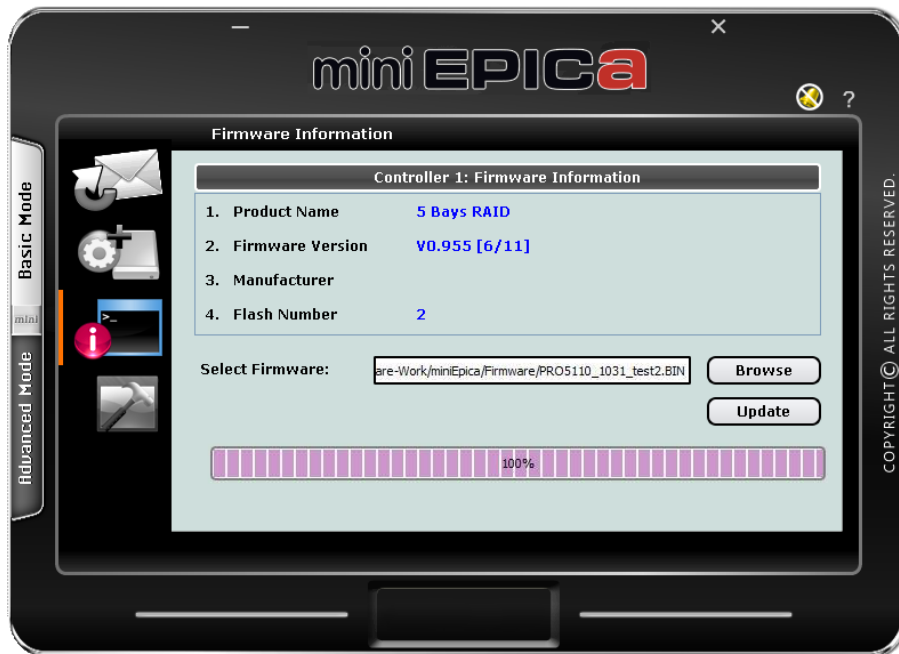 mini EPICa
?
Firmware Information
Basic Mode
mini
Advanced Mode
Controller 1: Firmware Information
1. Product Name 5 Bays RAID
2. Firmware Version V0.955 [6/11]
3. Manufacturer
4. Flash Number 2
Select Firmware: are-Work/miniEpica/Firmware/PRO5110_1031_test2.BIN Browse
Update
100%
COPYRIGHT © ALL RIGHTS RESERVED.